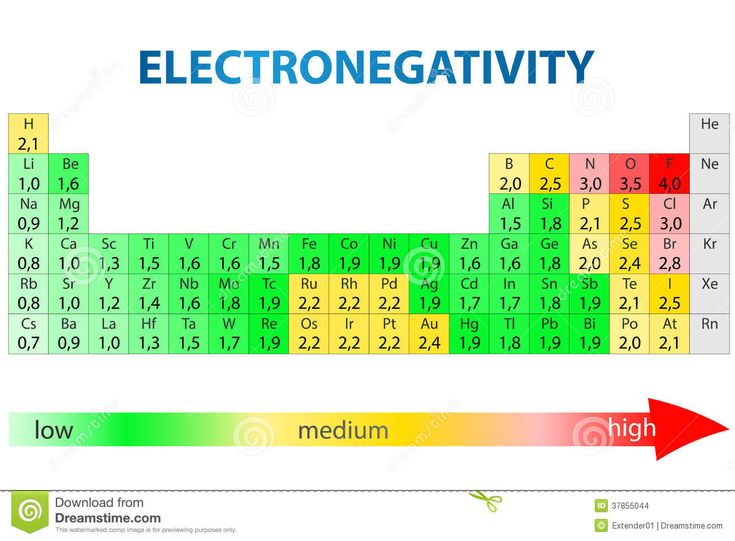 ELECTRONEGATIVITY
H He
2,1
Li Be B C N O F Ne
1,0 1,6 2,0 2,5 3,0 3,5 4,0
Na Mg Al Si P S Cl Ar
0,9 1,2 1,5 1,8 2,1 2,5 3,0
K Ca Sc Ti V Cr Mn Fe Co Ni Cu Zn Ga Ge As Se Br Kr
0,8 1,0 1,3 1,5 1,6 1,6 1,5 1,8 1,9 1,9 1,9 1,6 1,6 1,8 2,0 2,4 2,8
Rb Sr Y Zr Nb Mo Tc Ru Rh Pd Ag Cd In Sn Sb Te I Xe
0,8 1,0 1,2 1,4 1,6 1,8 1,9 2,2 2,2 2,2 1,9 1,7 1,7 1,8 1,9 2,1 2,5
Cs Ba La Hf Ta W Re Os Ir Pt Au Hg Tl Pb Bi Po At Rn
0,7 0,9 1,0 1,3 1,5 1,7 1,9 2,2 2,2 2,2 2,4 1,9 1,8 1,9 1,9 2,0 2,1
low medium high
Download from
Dreamstime.com
This watermarked comp image is for previewing purposes only.
37855044
© Extender01 | Dreamstime.com